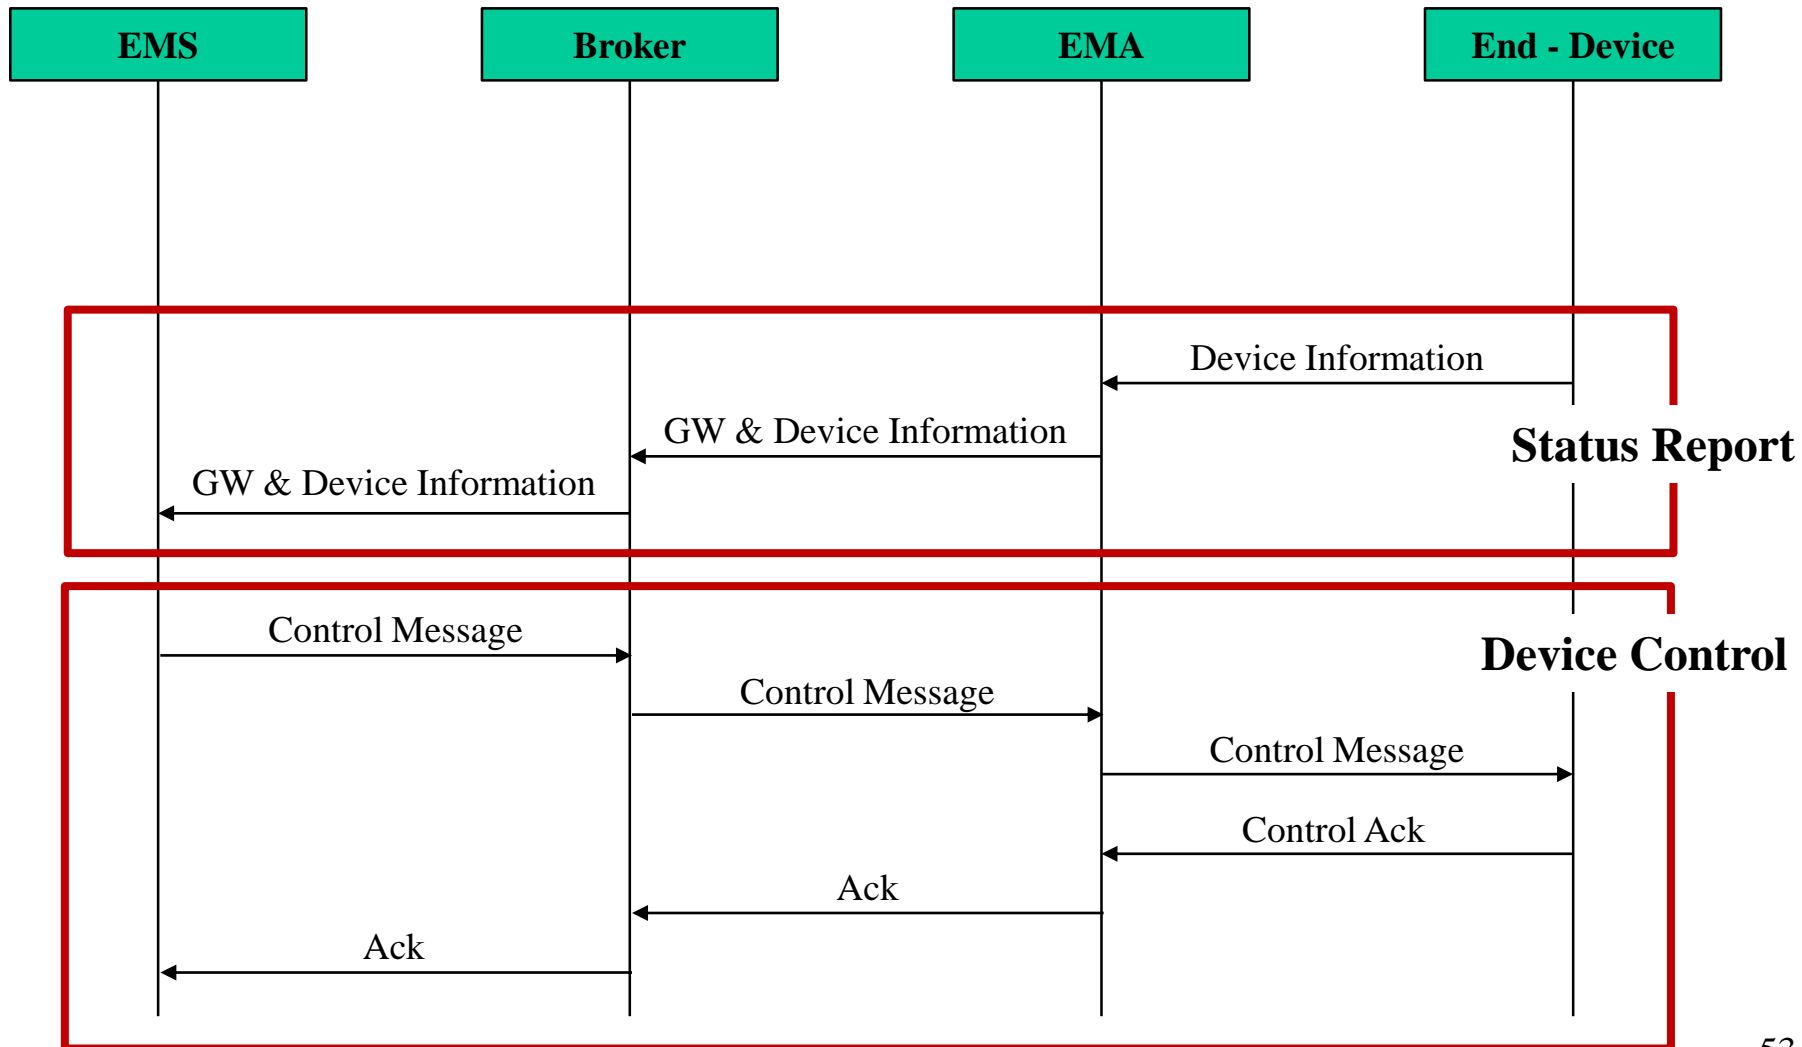 EMS
Broker
EMA
End - Device
Device Information
GW & Device Information
Status Report
GW & Device Information
Control Message
Device Control
Control Message
Control Message
Control Ack
Ack
Ack